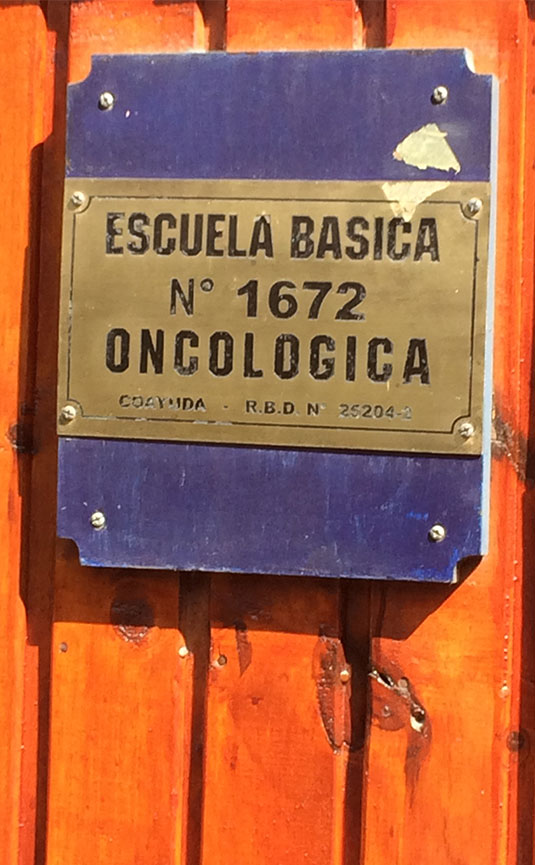 ESCUELA BASICA
N° 1672
ONCOLOGICA
COAYUDA - R.B.D. N° 25204-2